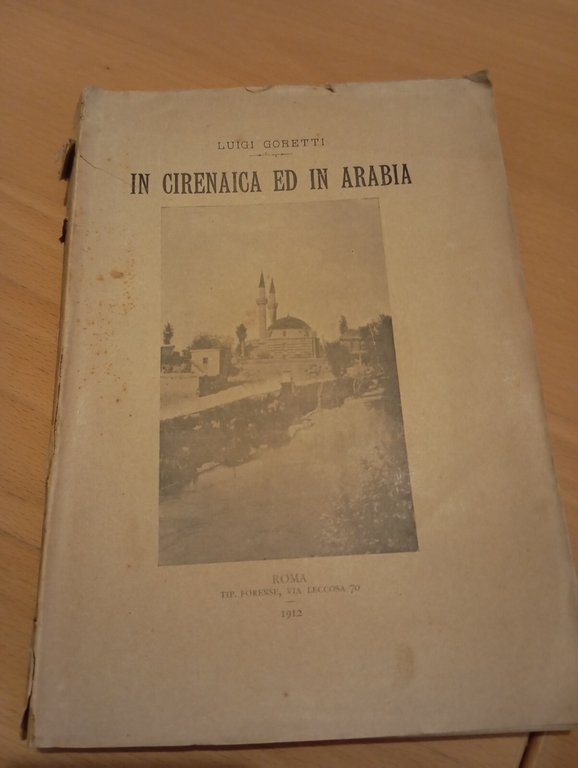 LUIGI GORETTI
IN CIRENAICA ED IN ARABIA
ROMA
TIP. FORENSE, VIA LECCOSA 70
1912